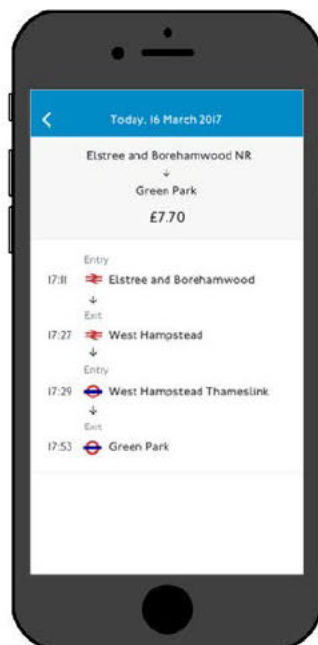 Today, 16 March 2017
Elstree and Borehamwood NR
Green Park
£7.70
Entry
17:11 Elstree and Borehamwood
Exit
17:27 West Hampstead
Entry
17:29 West Hampstead Thameslink
Exit
17:53 Green Park